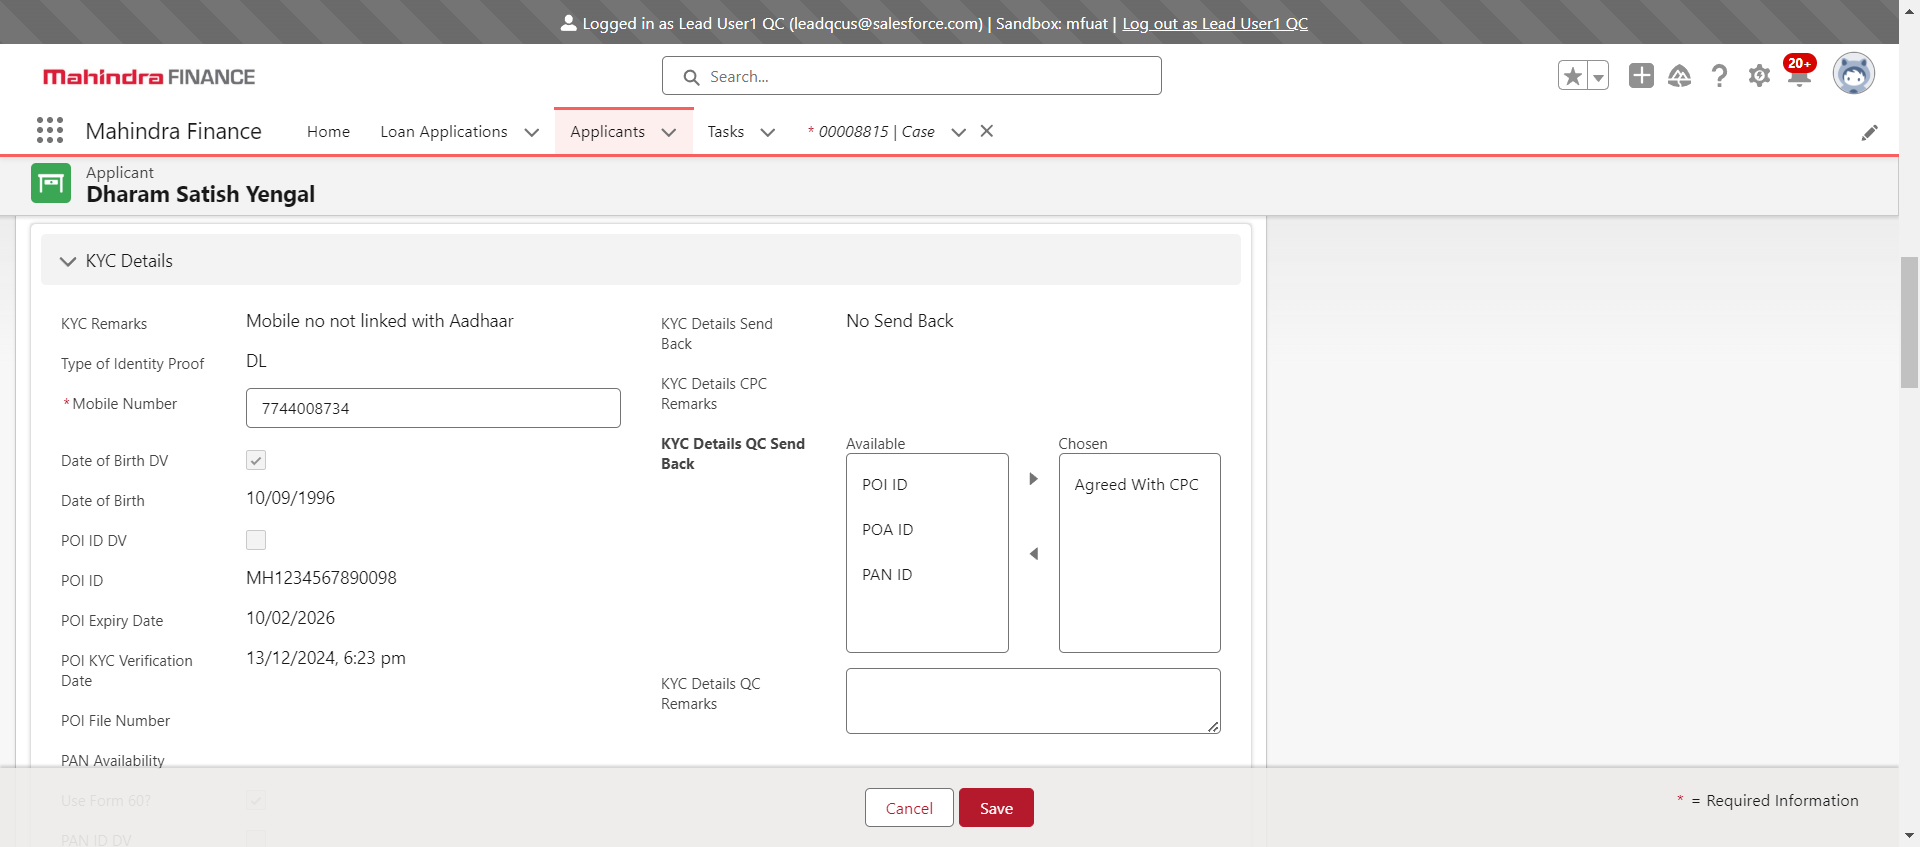 Logged in as Lead User1 QC (leadqcus@salesforce.com) | Sandbox: mfuat | Log out as Lead User1 QC
Mahindra FINANCE
Search...
20+
Mahindra Finance
Home
Loan Applications
Applicants
Tasks
* 00008815 | Case
Applicant
Dharam Satish Yengal
KYC Details
KYC Remarks
Mobile no not linked with Aadhaar
Type of Identity Proof
DL
*Mobile Number
7744008734
Date of Birth DV
Date of Birth
10/09/1996
POI ID DV
POI ID
MH1234567890098
POI Expiry Date
10/02/2026
POI KYC Verification
Date
13/12/2024, 6:23 pm
POI File Number
PAN Availability
Use Form 60?
PAN ID DV
KYC Details Send
Back
No Send Back
KYC Details CPC
Remarks
KYC Details QC Send
Back
Available
POI ID
POA ID
PAN ID
Chosen
Agreed With CPC
KYC Details QC
Remarks
Cancel
Save
* = Required Information